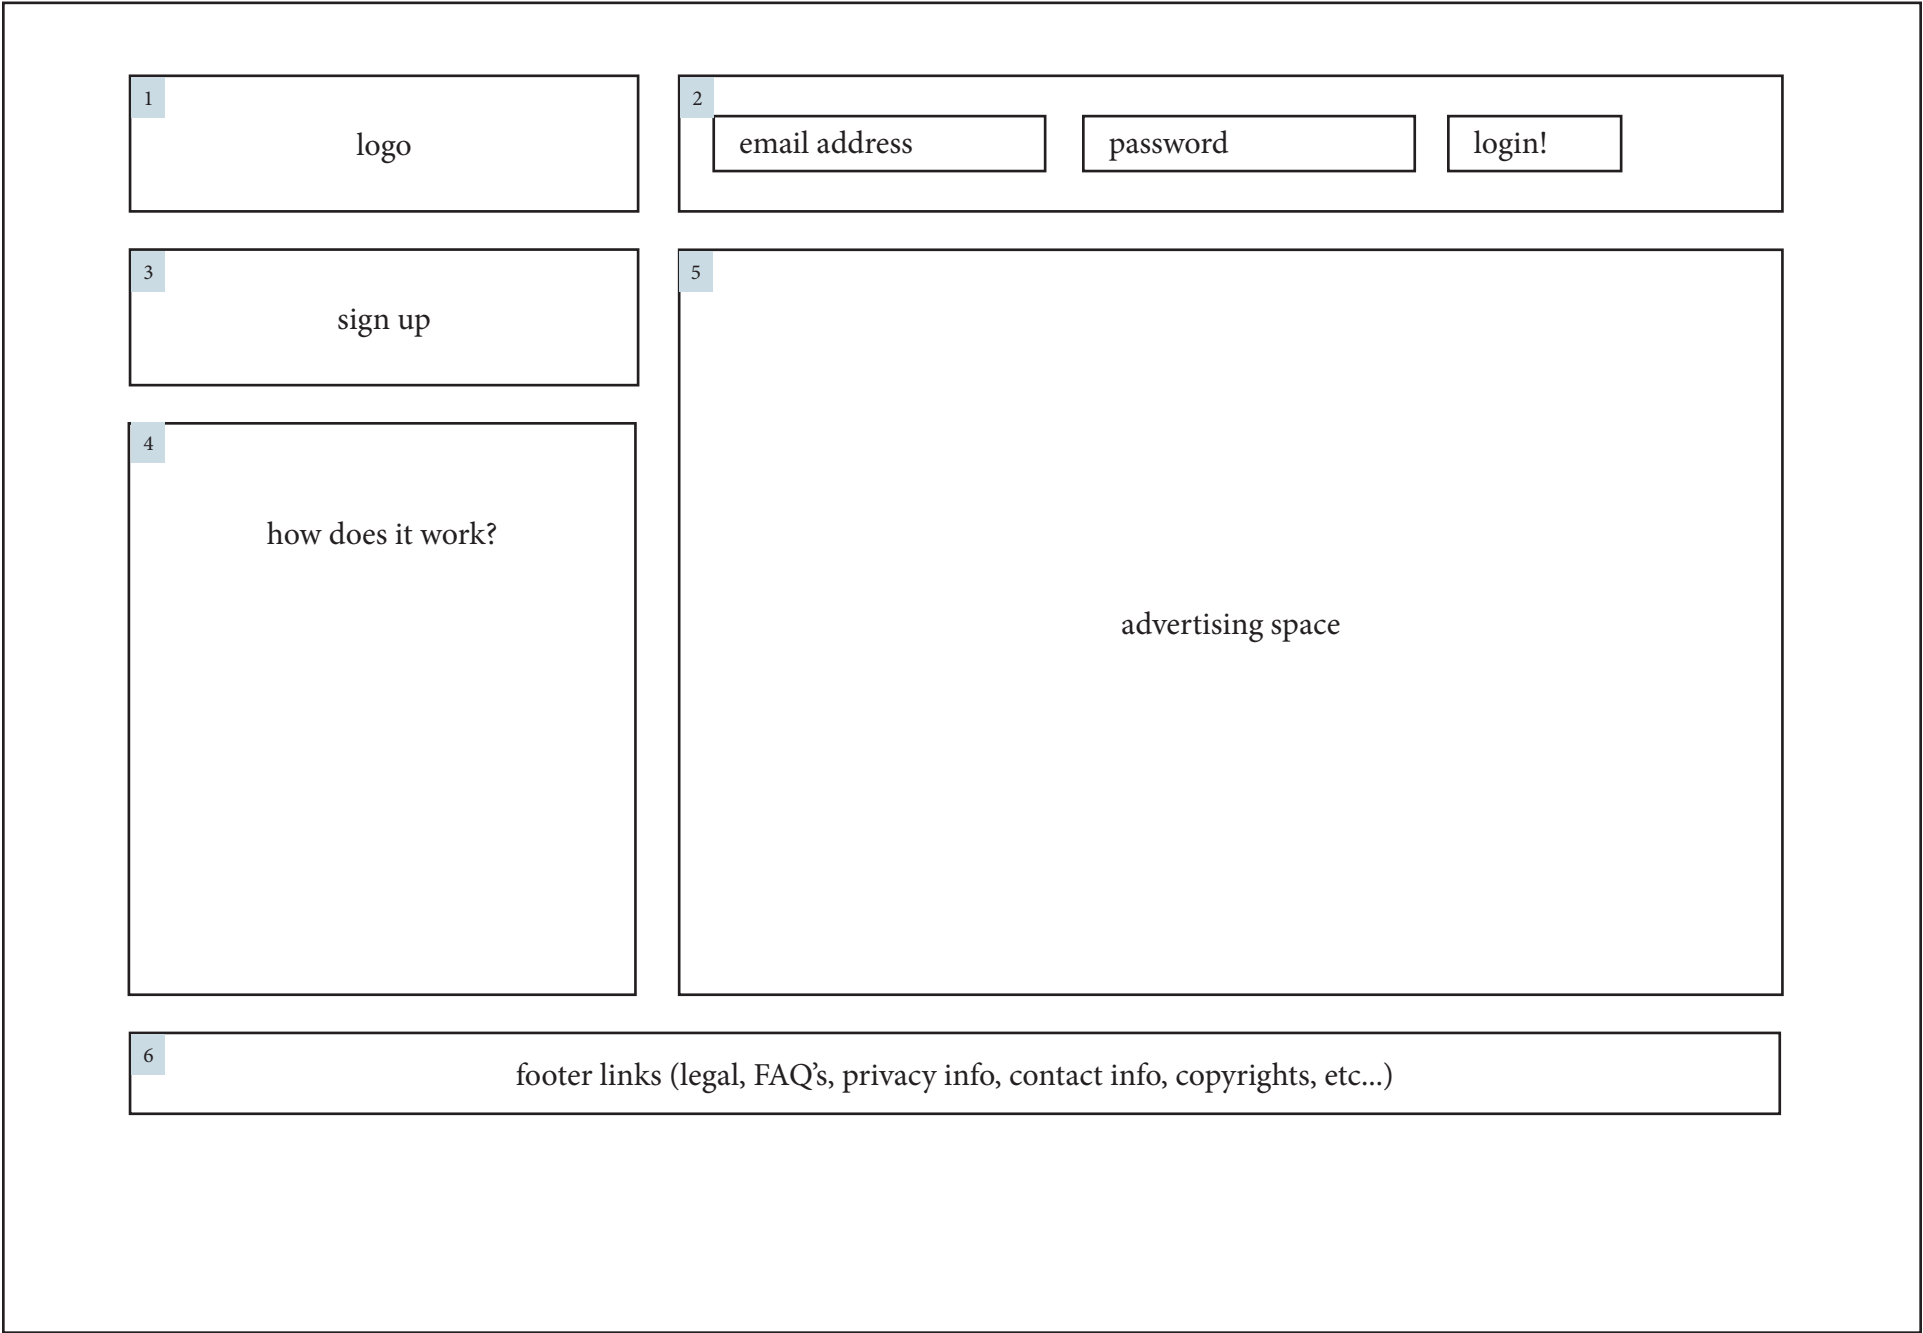 1
logo
2
email address
password
login!
3
sign up
4
how does it work?
5
advertising space
6
footer links (legal, FAQ’s, privacy info, contact info, copyrights, etc...)